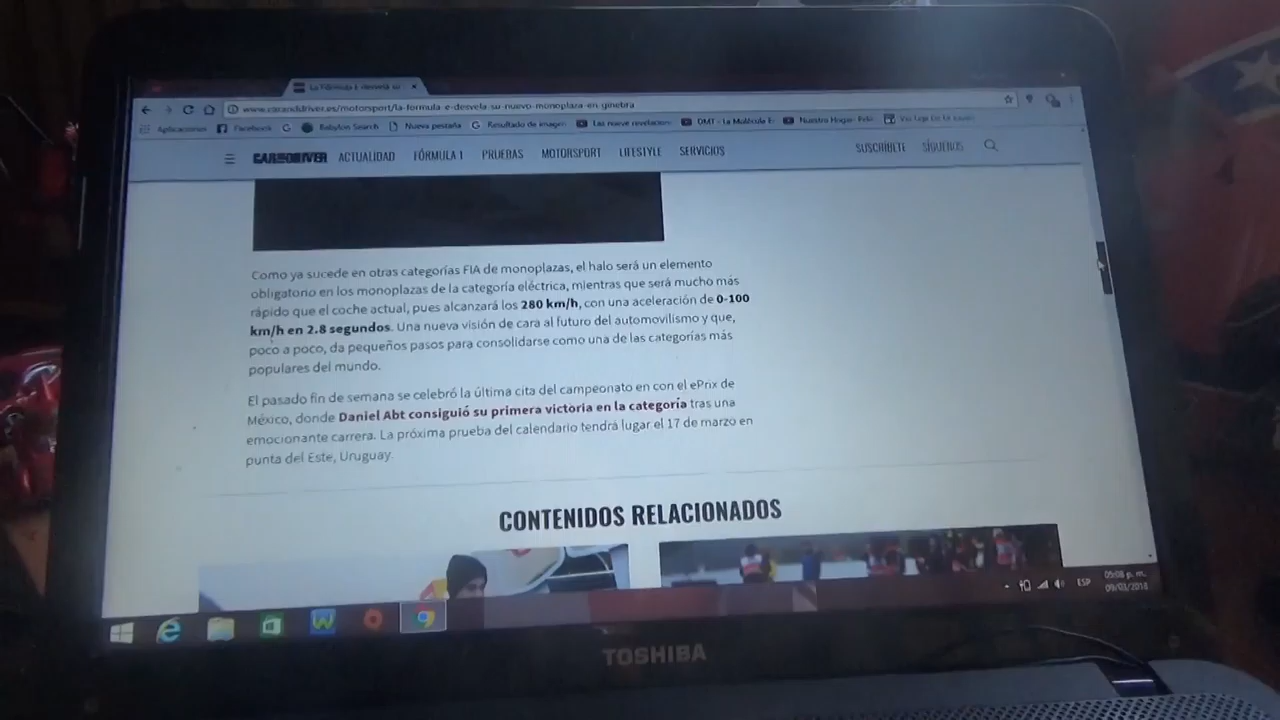 La Fórmula E desvela su
www.caranddriver.es/motorsport/la-formula-e-desvela-su-nuevo-monoplaza-en-ginebra
Aplicaciones Facebook Babylon Search Nueva pestaña Resultado de imagen Las nueve revelacion DMT - La Molécula E Nuestro Hogar
CAR AND DRIVER ACTUALIDAD FÓRMULA 1 PRUEBAS MOTORSPORT LIFESTYLE SERVICIOS SUSCRÍBETE SÍGUENOS
Como ya sucede en otras categorías FIA de monoplazas, el halo será un elemento
obligatorio en los monoplazas de la categoría eléctrica, mientras que será mucho más
rápido que el coche actual, pues alcanzará los 280 km/h, con una aceleración de 0-100
km/h en 2.8 segundos. Una nueva visión de cara al futuro del automovilismo y que,
poco a poco, da pequeños pasos para consolidarse como una de las categorías más
populares del mundo.
El pasado fin de semana se celebró la última cita del campeonato en con el ePrix de
México, donde Daniel Abt consiguió su primera victoria en la categoría tras una
emocionante carrera. La próxima prueba del calendario tendrá lugar el 17 de marzo en
punta del Este, Uruguay.
CONTENIDOS RELACIONADOS
ESP
05:08 p. m.
09/03/2018
TOSHIBA